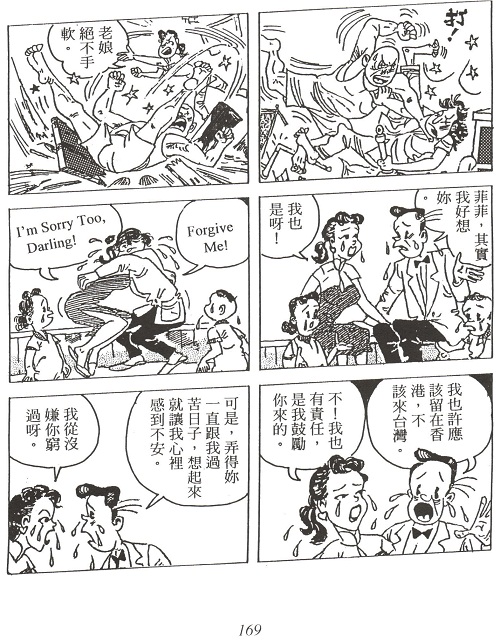 打!
老娘
絕不手
軟。
菲菲,其實
我好想
妳。
我也
是呀!
Forgive
Me!
I'm Sorry Too,
Darling!
我也許應
該留在香
港,不
該來台灣。
不!我也
有責任,
是我鼓勵
你來的。
可是,弄得妳
一直跟我過
苦日子,想起來
就讓我心裡
感到不安。
我從沒
嫌你窮
過呀。
169